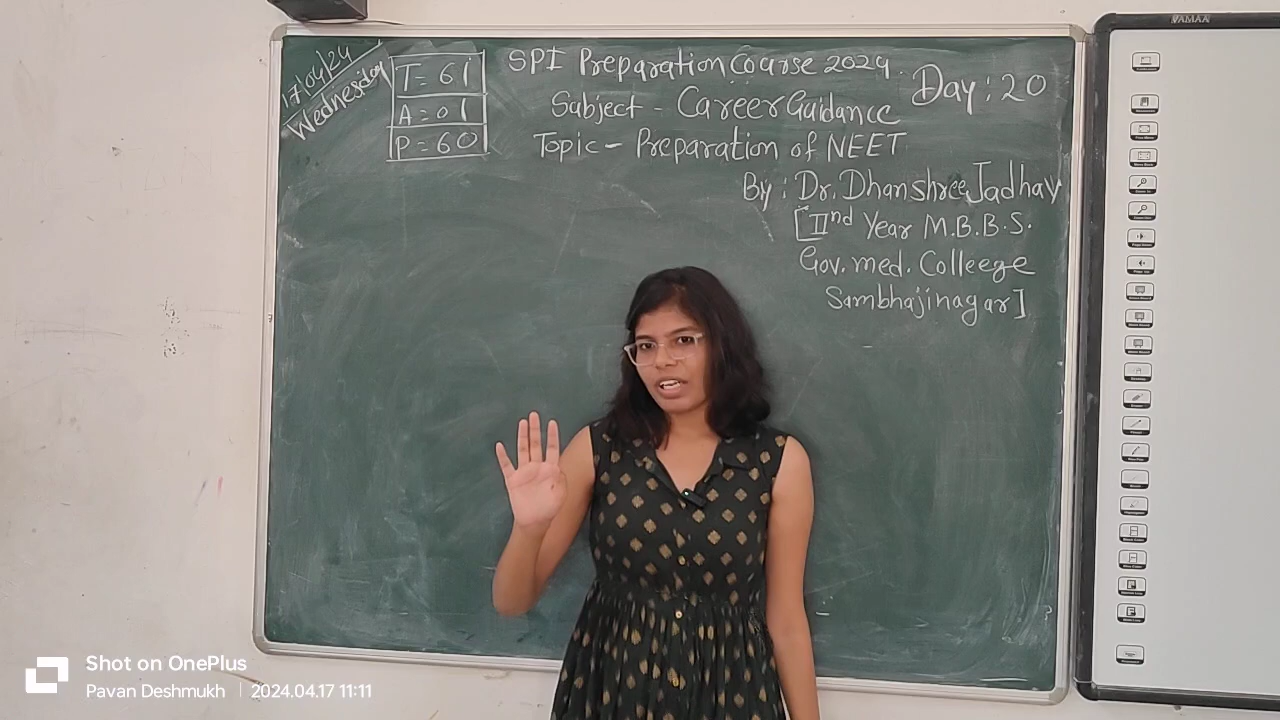 17/04/24
Wednesday
T = 61
A = 01
P = 60
SPI Preparation Course 2024.
Day : 20
Subject - Career Guidance
Topic - Preparation of NEET
By : Dr. Dhanshree Jadhav
[IInd Year M.B.B.S.
Gov. med. Colleege
Sambhajinagar]
VAMAA
Shot on OnePlus
Pavan Deshmukh | 2024.04.17 11:11